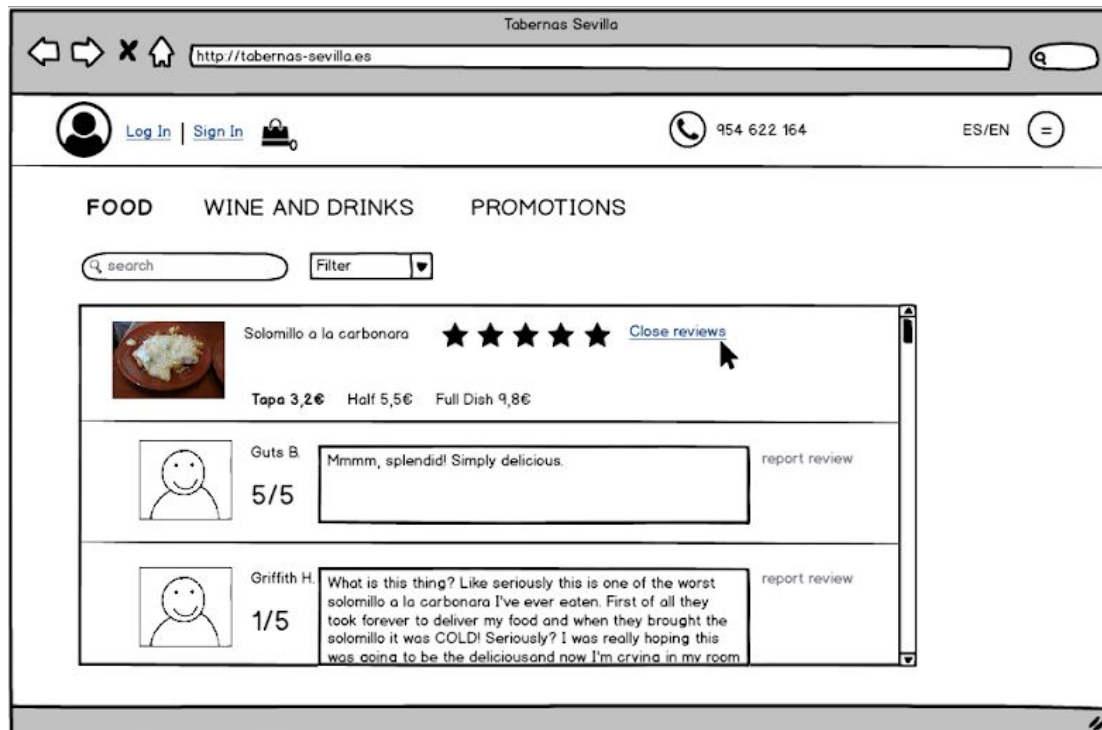 Tabernas Sevilla
http://tabernas-sevilla.es
Log In | Sign In 0 954 622 164 ES/EN =
FOOD WINE AND DRINKS PROMOTIONS
search Filter
Solomillo a la carbonara Close reviews
Tapa 3,2€ Half 5,5€ Full Dish 9,8€
Guts B. Mmmm, splendid! Simply delicious. report review
5/5
Griffith H. What is this thing? Like seriously this is one of the worst report review
solomillo a la carbonara I've ever eaten. First of all they
1/5 took forever to deliver my food and when they brought the
solomillo it was COLD! Seriously? I was really hoping this
was going to be the deliciousand now I'm crying in my room